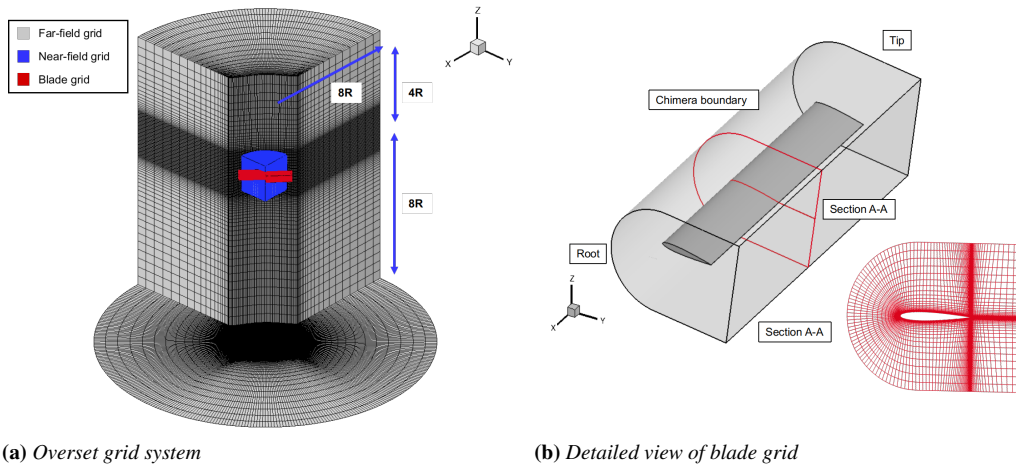 Far-field grid
Near-field grid
Blade grid
Z
X
Y
8R
4R
8R
Tip
Chimera boundary
Section A-A
Root
Z
X
Y
Section A-A
(a) Overset grid system
(b) Detailed view of blade grid